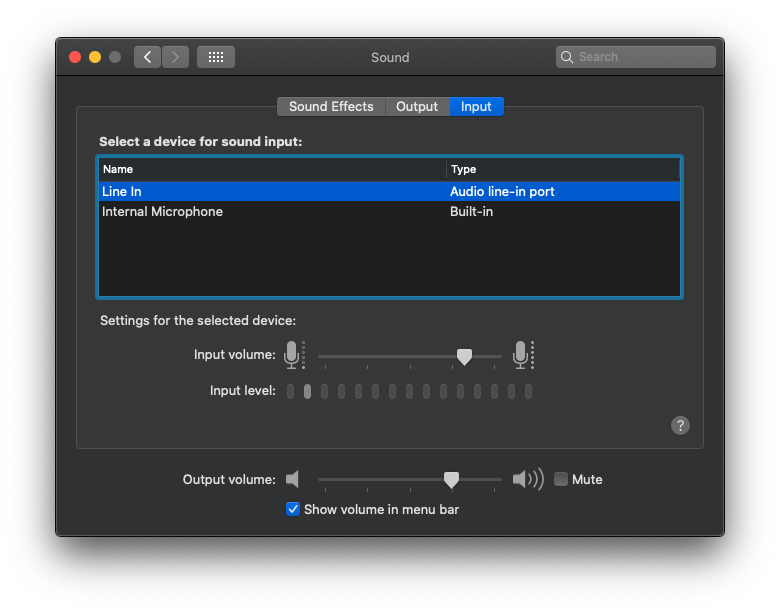 Sound
Search
Sound Effects Output Input
Select a device for sound input:
Name Type
Line In Audio line-in port
Internal Microphone Built-in
Settings for the selected device:
Input volume:
Input level:
?
Output volume: Mute
Show volume in menu bar